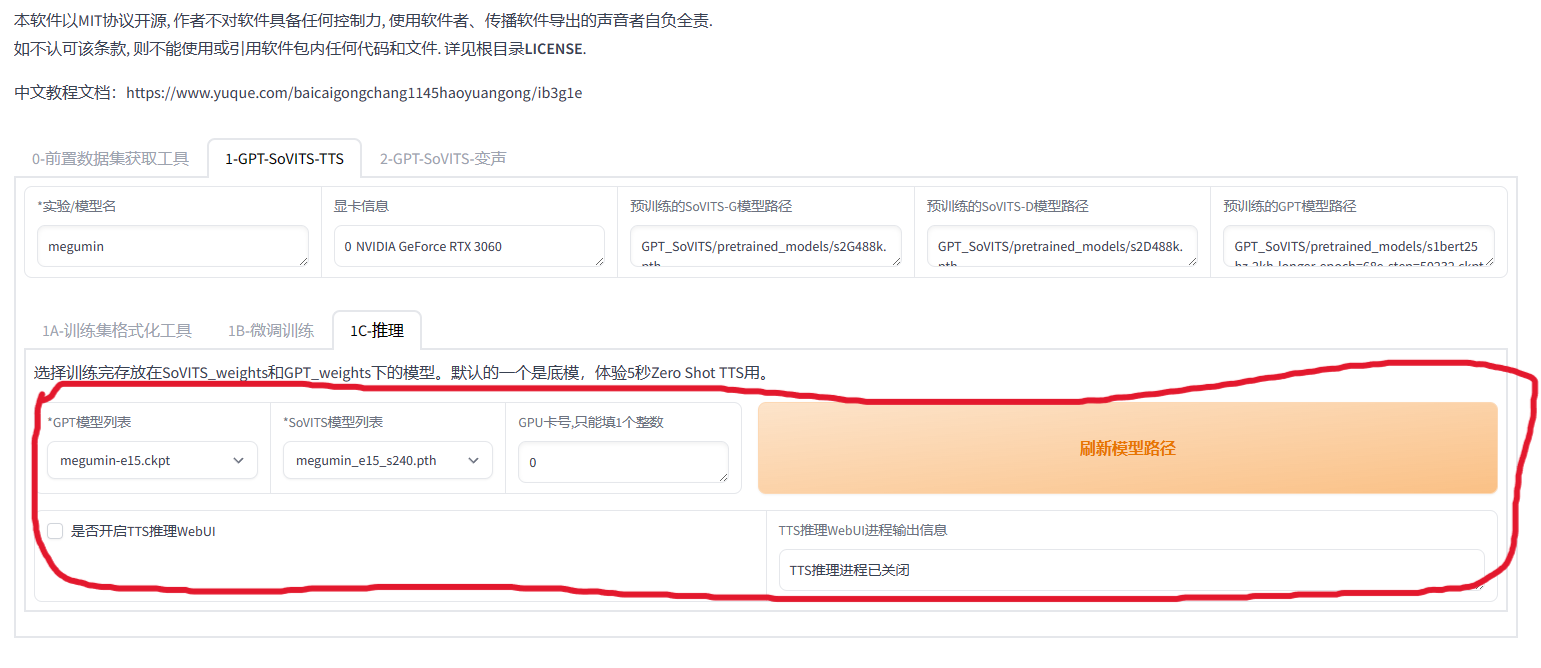 本软件以MIT协议开源, 作者不对软件具备任何控制力, 使用软件者、传播软件导出的声音者自负全责.
如不认可该条款, 则不能使用或引用软件包内任何代码和文件. 详见根目录LICENSE.
中文教程文档：https://www.yuque.com/baicaigongchang1145haoyuangong/ib3g1e
0-前置数据集获取工具 1-GPT-SoVITS-TTS 2-GPT-SoVITS-变声
*实验/模型名 显卡信息 预训练的SoVITS-G模型路径 预训练的SoVITS-D模型路径 预训练的GPT模型路径
megumin 0 NVIDIA GeForce RTX 3060 GPT_SoVITS/pretrained_models/s2G488k. GPT_SoVITS/pretrained_models/s2D488k. GPT_SoVITS/pretrained_models/s1bert25
pth pth hz-2kh-longer-epoch=68e-step=50232.ckpt
1A-训练集格式化工具 1B-微调训练 1C-推理
选择训练完存放在SoVITS_weights和GPT_weights下的模型。默认的一个是底模，体验5秒Zero Shot TTS用。
*GPT模型列表 *SoVITS模型列表 GPU卡号,只能填1个整数
megumin-e15.ckpt megumin_e15_s240.pth 0 刷新模型路径
是否开启TTS推理WebUI TTS推理WebUI进程输出信息
TTS推理进程已关闭